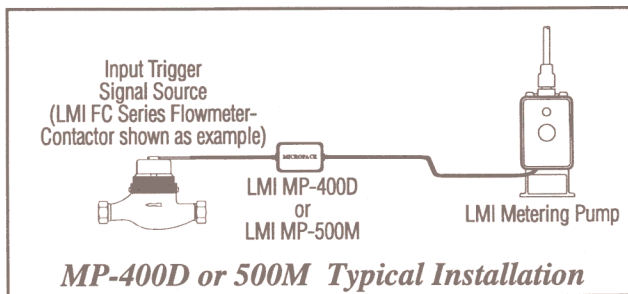 Input Trigger
Signal Source
(LMI FC Series Flowmeter-
Contactor shown as example)
MICROPACE
LMI MP-400D
or
LMI MP-500M
LMI Metering Pump
MP-400D or 500M Typical Installation